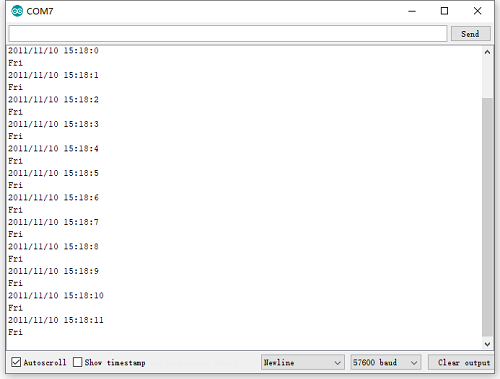 COM7
Send
2011/11/10 15:18:0
Fri
2011/11/10 15:18:1
Fri
2011/11/10 15:18:2
Fri
2011/11/10 15:18:3
Fri
2011/11/10 15:18:4
Fri
2011/11/10 15:18:5
Fri
2011/11/10 15:18:6
Fri
2011/11/10 15:18:7
Fri
2011/11/10 15:18:8
Fri
2011/11/10 15:18:9
Fri
2011/11/10 15:18:10
Fri
2011/11/10 15:18:11
Fri
Autoscroll Show timestamp Newline 57600 baud Clear output